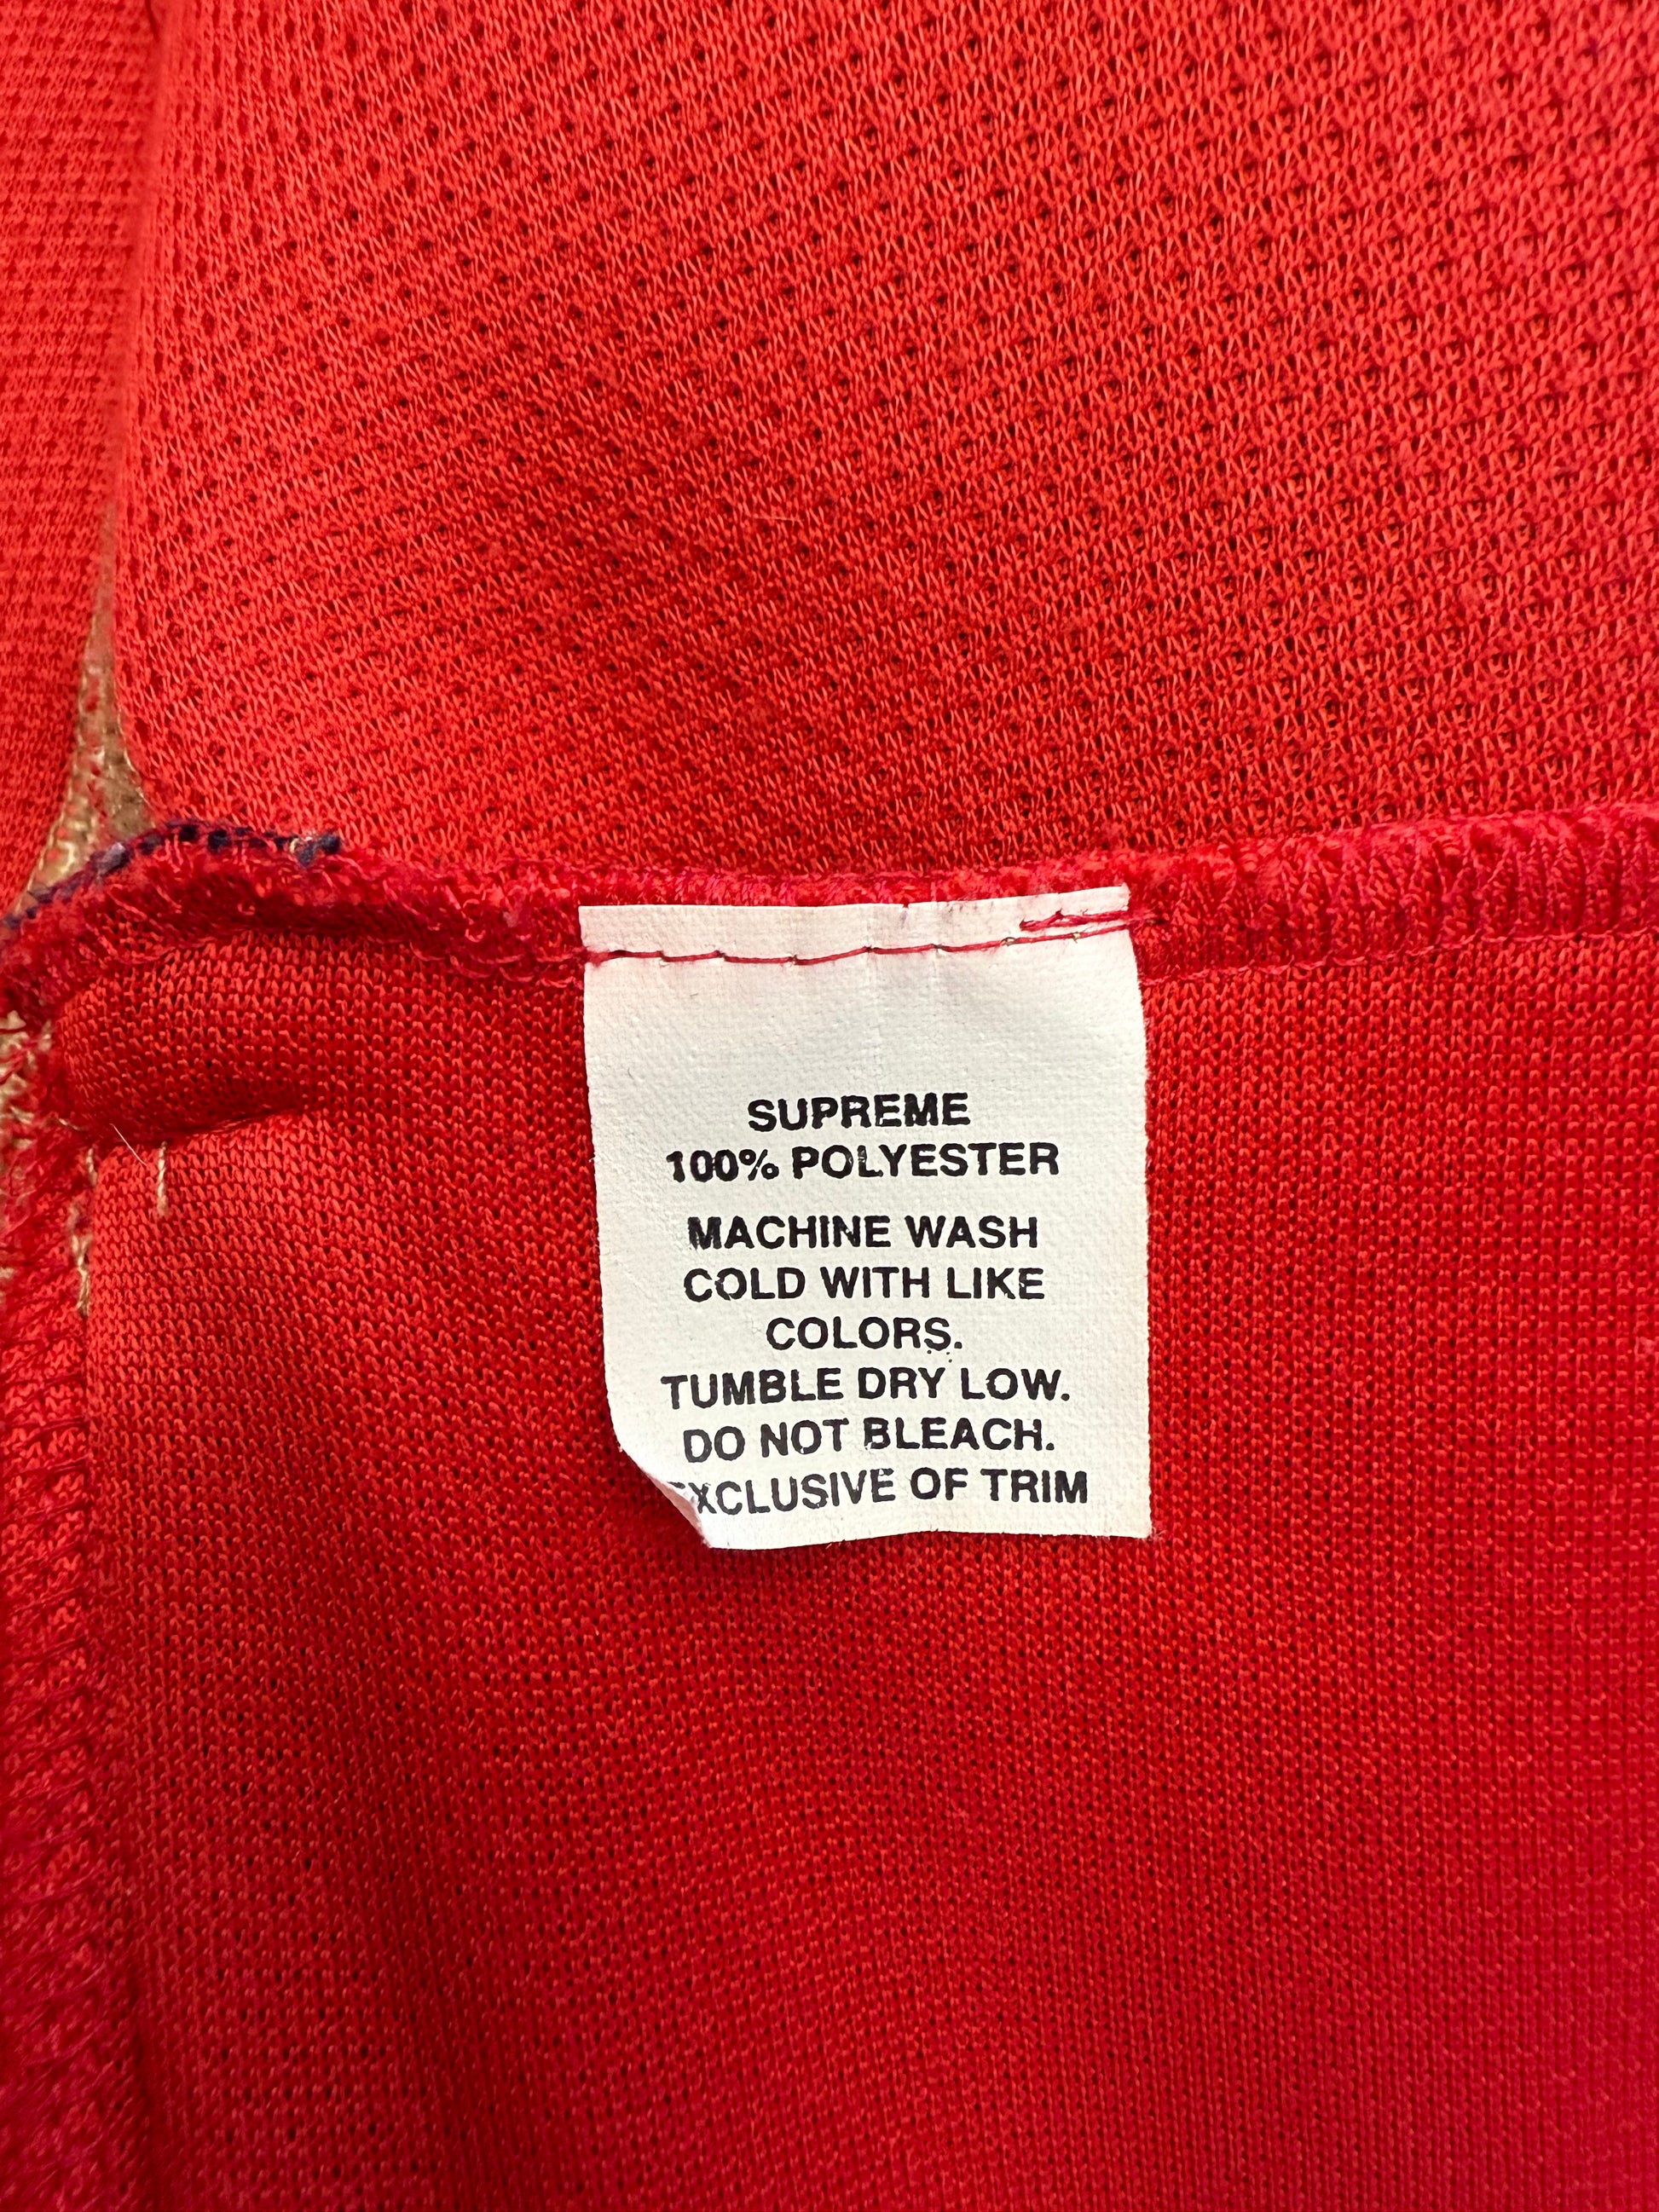 SUPREME
100% POLYESTER
MACHINE WASH
COLD WITH LIKE
COLORS.
TUMBLE DRY LOW.
DO NOT BLEACH.
EXCLUSIVE OF TRIM